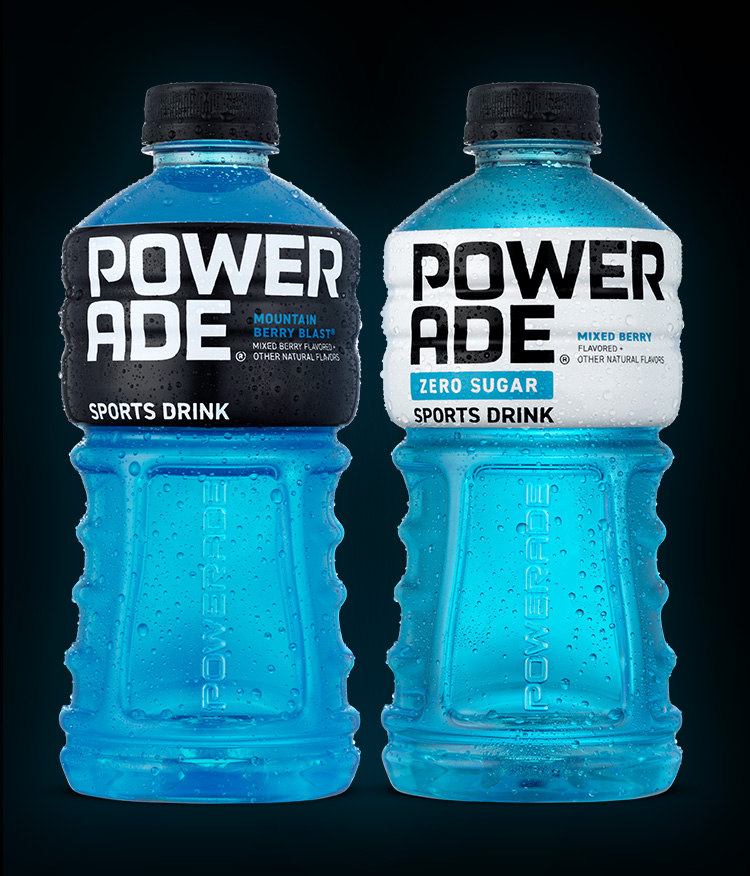 POWER
ADE®
MOUNTAIN
BERRY BLAST®
MIXED BERRY FLAVORED +
OTHER NATURAL FLAVORS
SPORTS DRINK
POWERADE
POWER
ADE®
MIXED BERRY
FLAVORED +
OTHER NATURAL FLAVORS
ZERO SUGAR
SPORTS DRINK
POWERADE